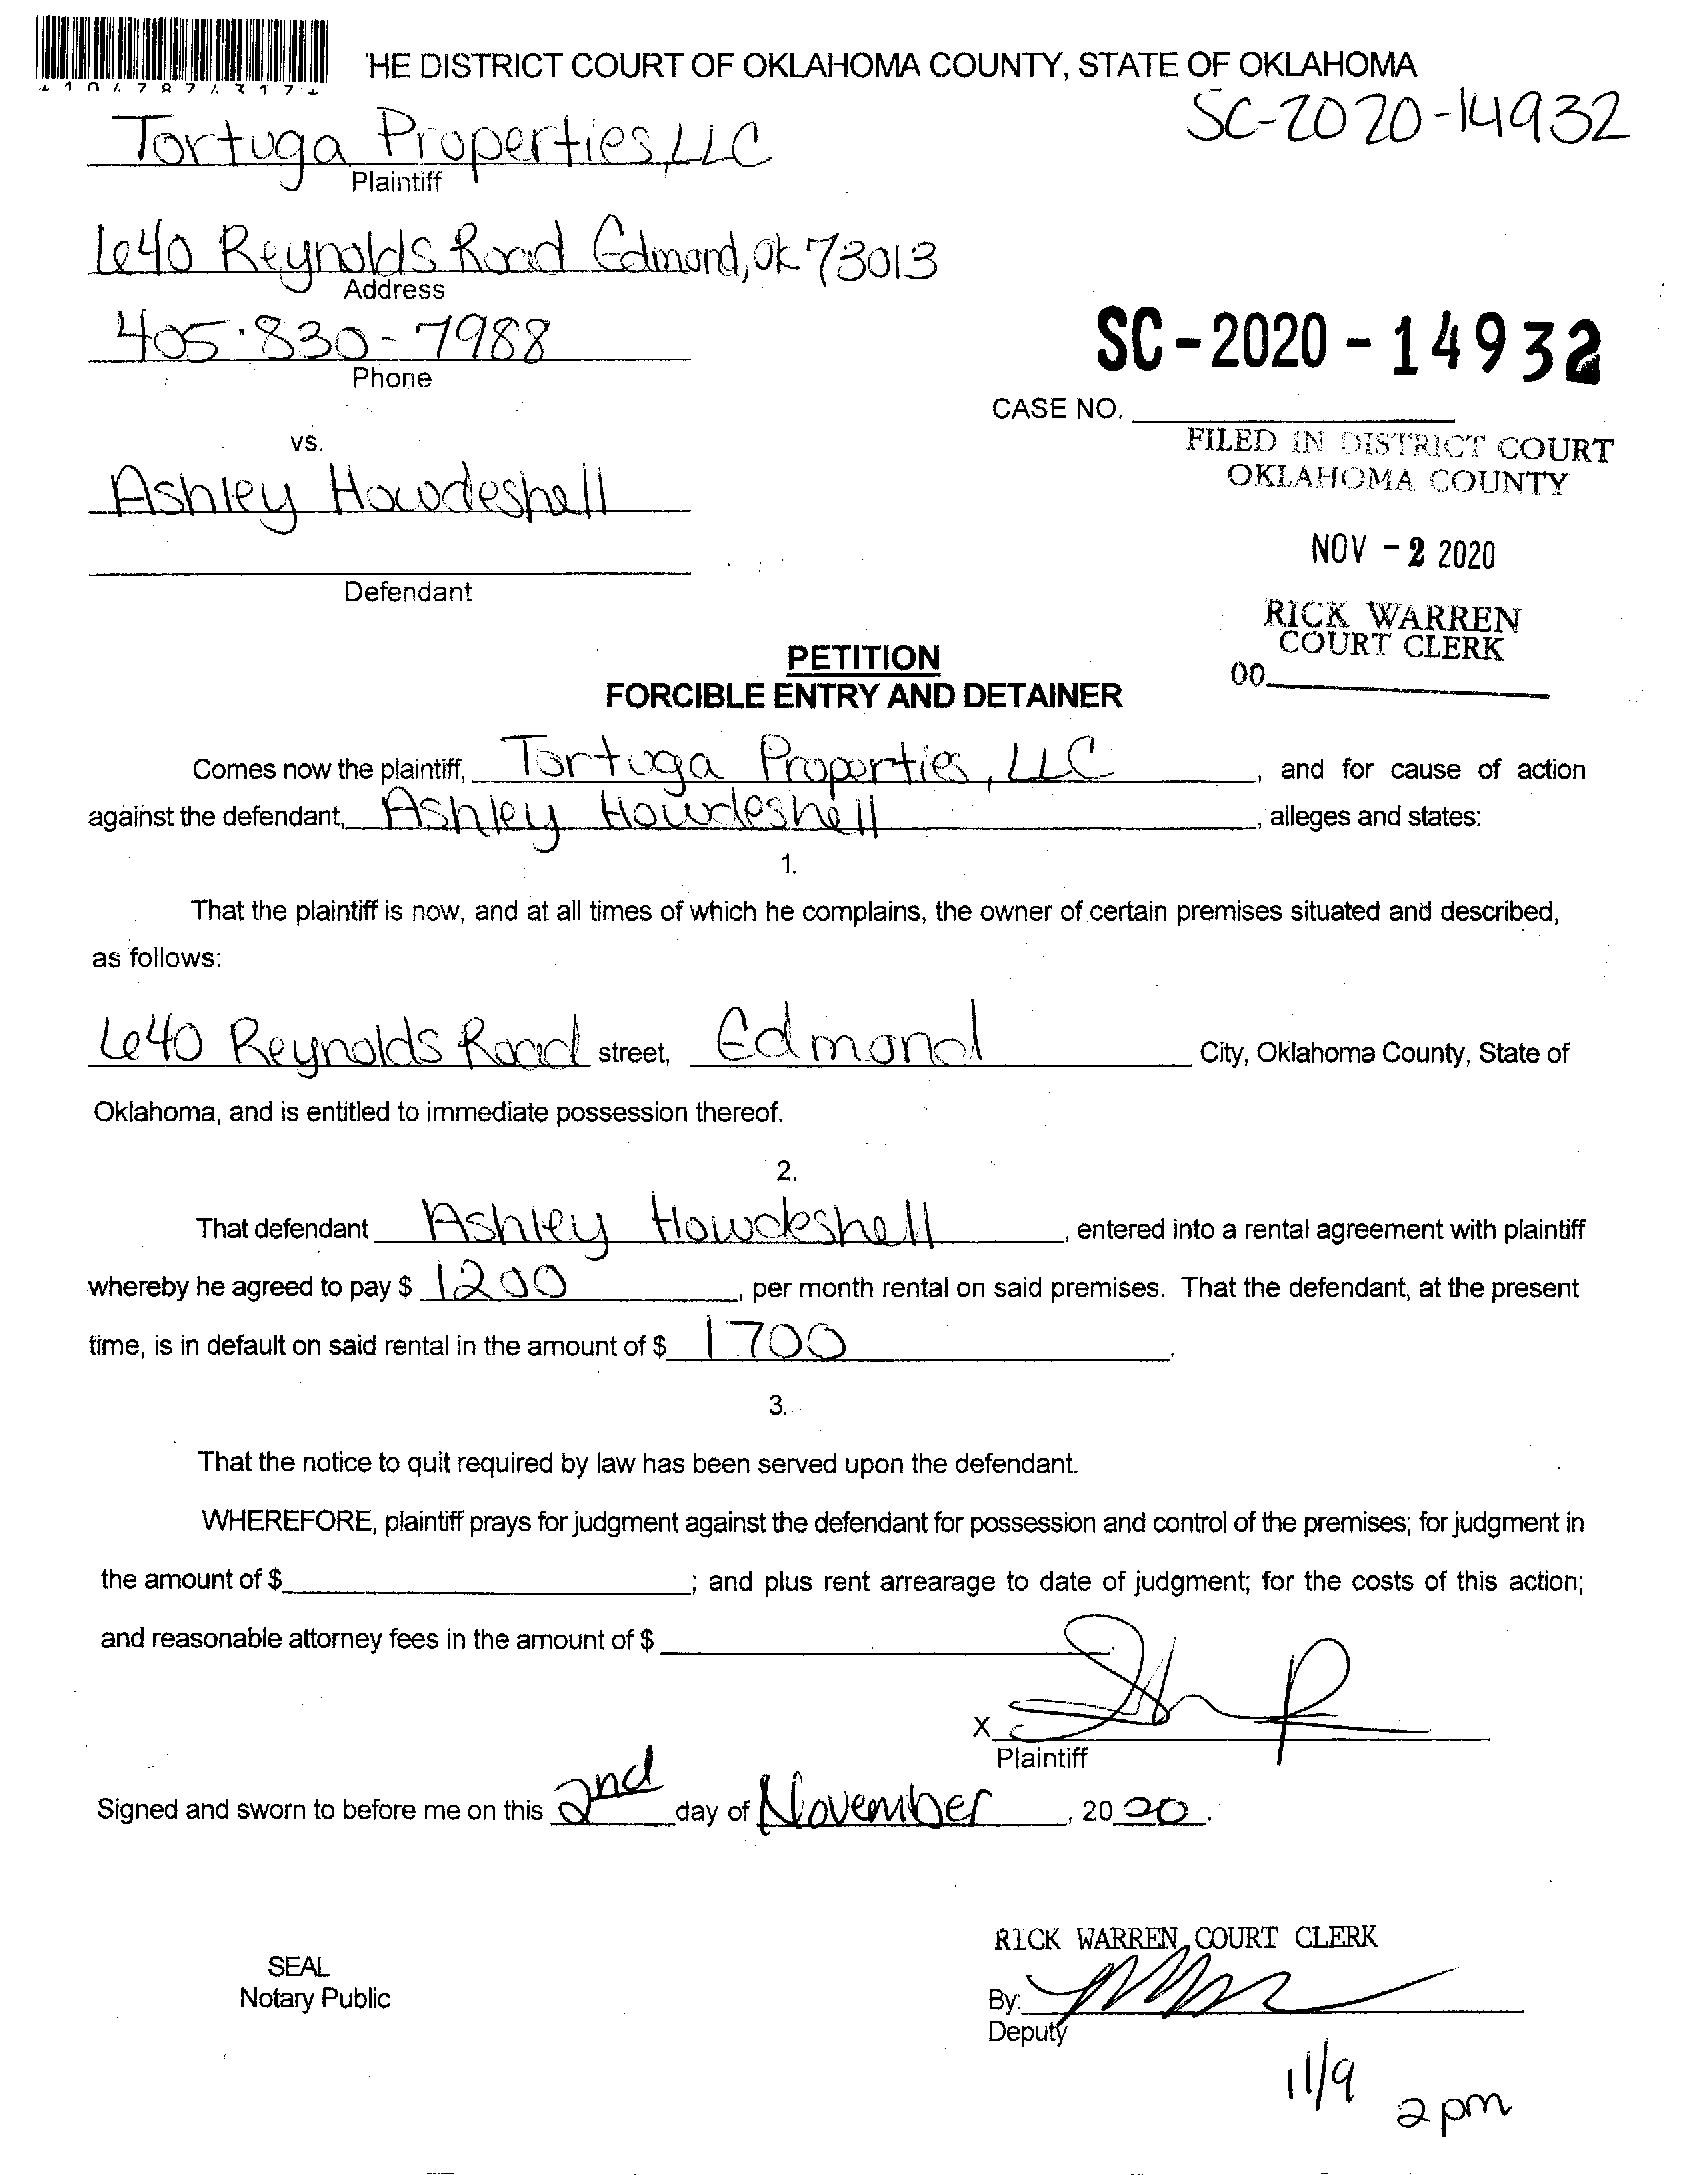 'HE DISTRICT COURT OF OKLAHOMA COUNTY, STATE OF OKLAHOMA
SC-2020-14932
Tortuga Properties, LLC
Plaintiff
640 Reynolds Road Edmond, Ok 73013
Address
405-830-7988
Phone
SC-2020-14932
CASE NO.
vs.
FILED IN DISTRICT COURT
OKLAHOMA COUNTY
Ashley Howdeshell
NOV - 2 2020
Defendant
RICK WARREN
COURT CLERK
00
PETITION
FORCIBLE ENTRY AND DETAINER
Comes now the plaintiff, Tortuga Properties, LLC, and for cause of action
against the defendant, Ashley Howdeshell, alleges and states:
1.
That the plaintiff is now, and at all times of which he complains, the owner of certain premises situated and described,
as follows:
640 Reynolds Road street, Edmond City, Oklahoma County, State of
Oklahoma, and is entitled to immediate possession thereof.
2.
That defendant Ashley Howdeshell, entered into a rental agreement with plaintiff
whereby he agreed to pay $ 1200, per month rental on said premises. That the defendant, at the present
time, is in default on said rental in the amount of $ 1700.
3.
That the notice to quit required by law has been served upon the defendant.
WHEREFORE, plaintiff prays for judgment against the defendant for possession and control of the premises; for judgment in
the amount of $ ; and plus rent arrearage to date of judgment; for the costs of this action;
and reasonable attorney fees in the amount of $
X
Plaintiff
Signed and sworn to before me on this 2nd day of November, 2020.
RICK WARREN, COURT CLERK
SEAL
Notary Public
By:
Deputy
11/9 2pm